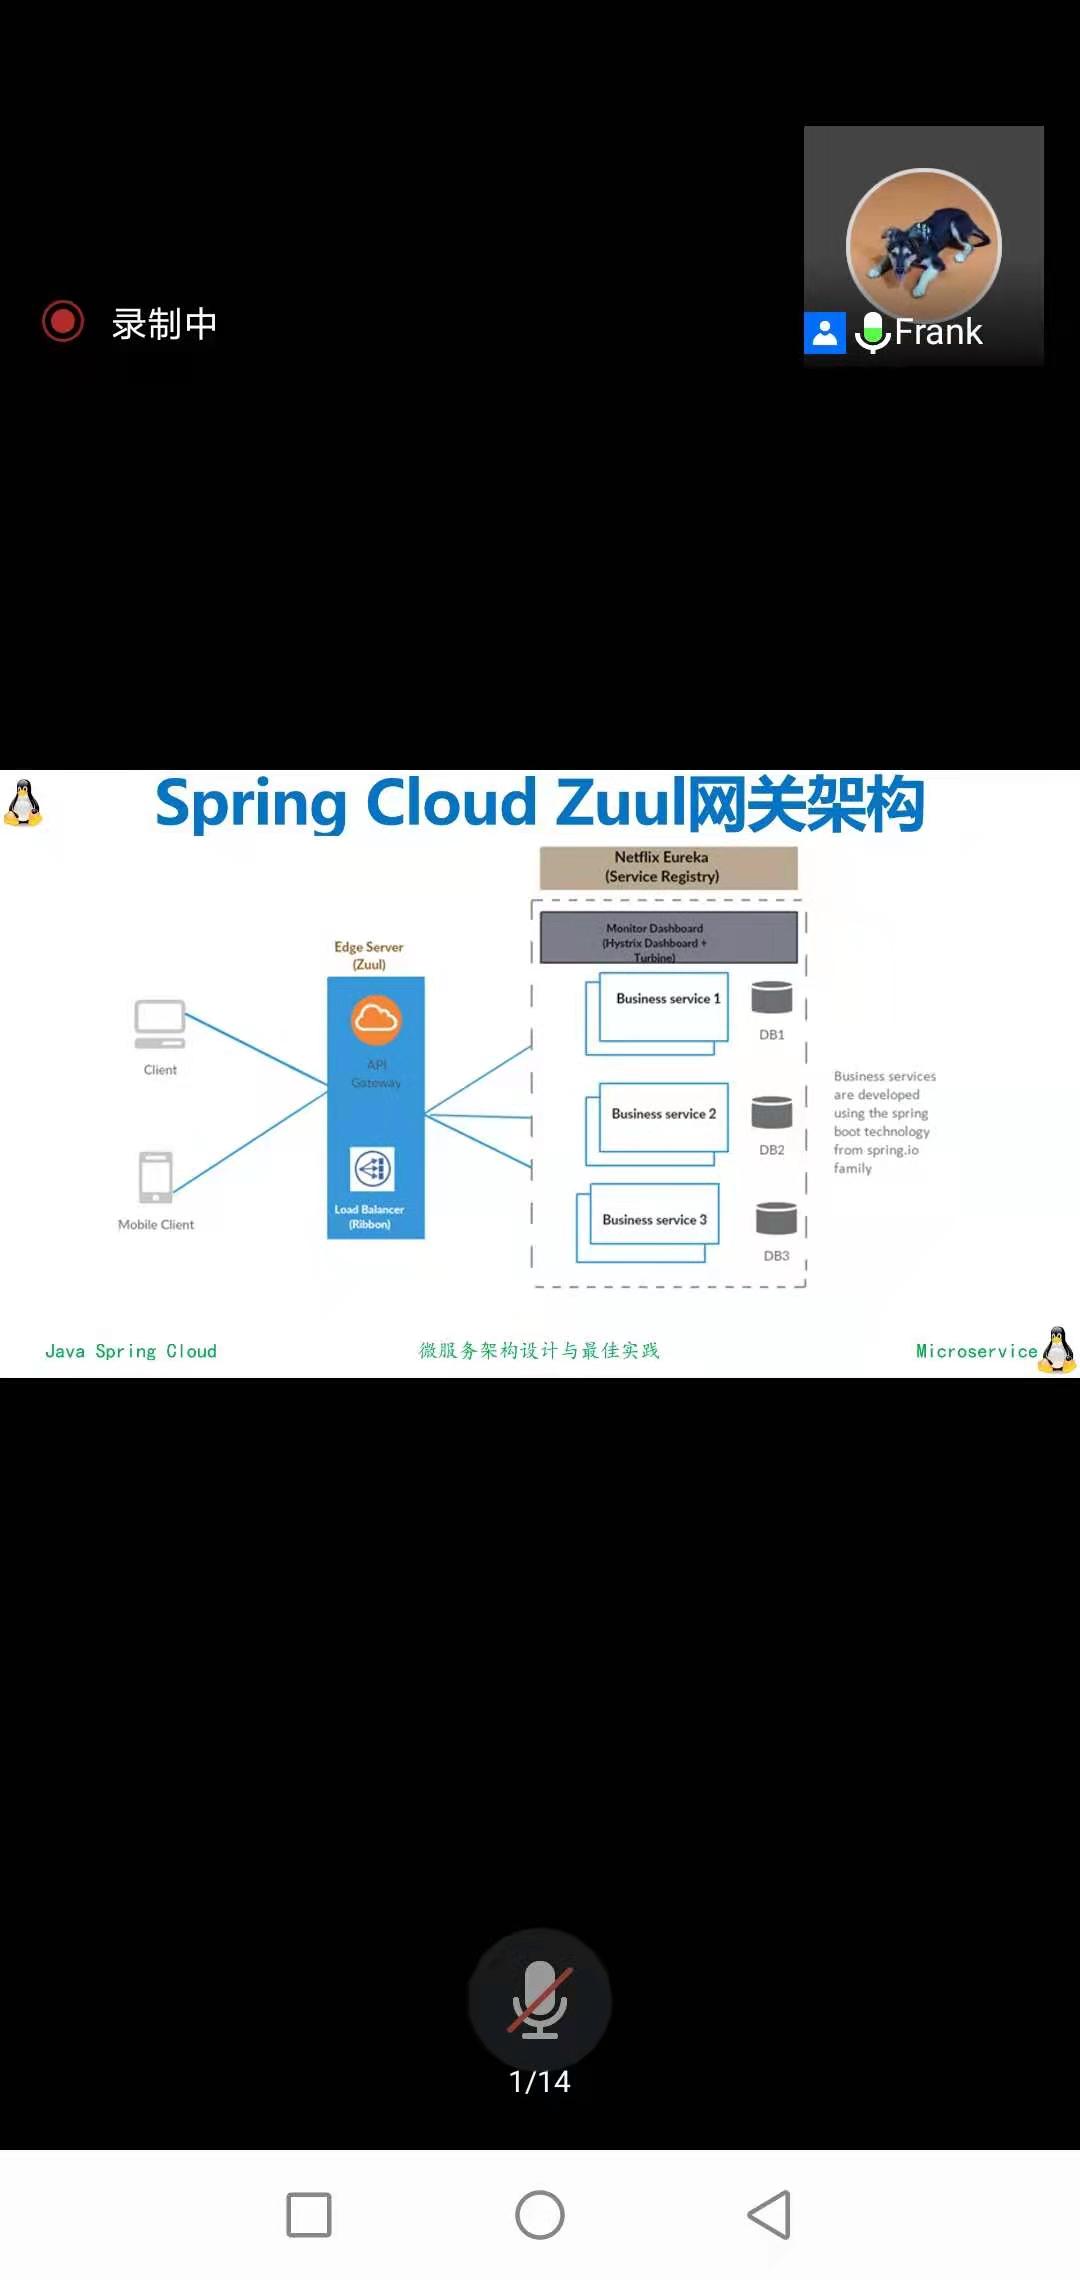 录制中
Frank
Spring Cloud Zuul网关架构
Netflix Eureka
(Service Registry)
Monitor Dashboard
(Hystrix Dashboard +
Turbine)
Edge Server
(Zuul)
API
Gateway
Load Balancer
(Ribbon)
Client
Mobile Client
Business service 1
DB1
Business service 2
DB2
Business service 3
DB3
Business services
are developed
using the spring
boot technology
from spring.io
family
Java Spring Cloud
微服务架构设计与最佳实践
Microservice
1/14